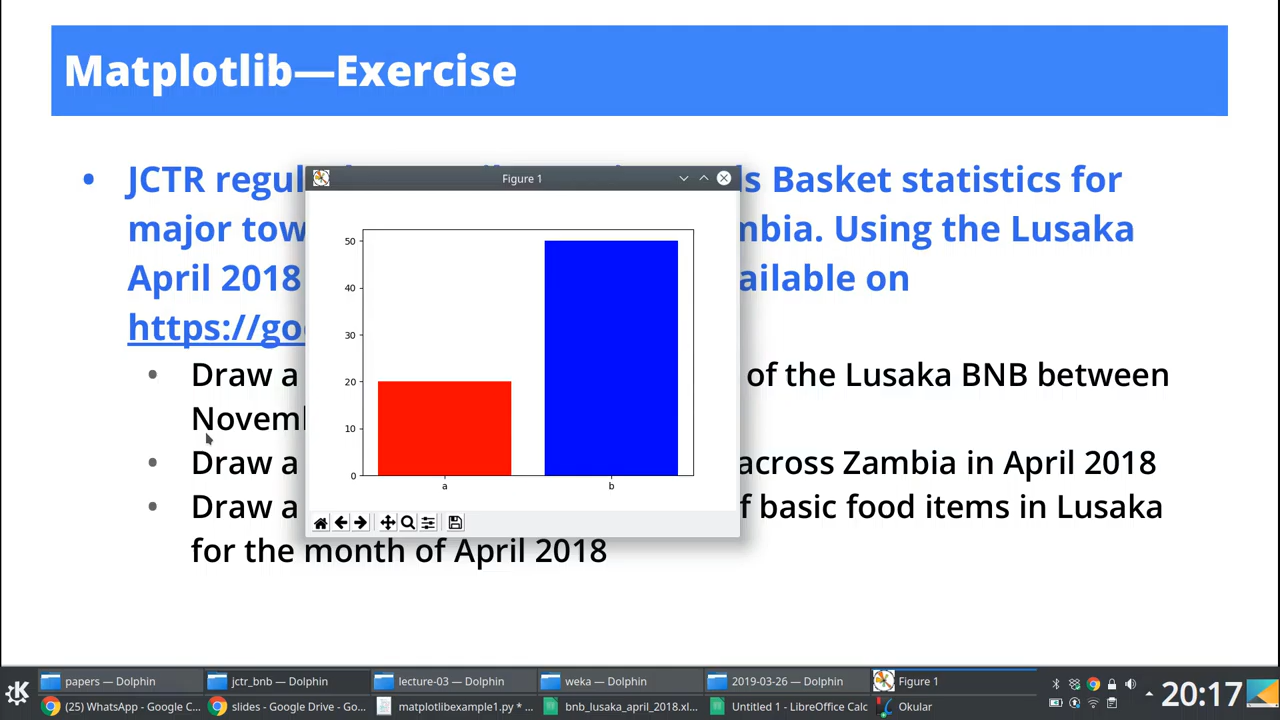 Matplotlib—Exercise
• JCTR regul
s Basket statistics for
major tow
mbia. Using the Lusaka
April 2018
ailable on
https://go
• Draw a
of the Lusaka BNB between
Novem
• Draw a
across Zambia in April 2018
• Draw a
f basic food items in Lusaka
for the month of April 2018
Figure 1
50
40
30
20
10
0
a
b
papers — Dolphin
jctr_bnb — Dolphin
lecture-03 — Dolphin
weka — Dolphin
2019-03-26 — Dolphin
Figure 1
(25) WhatsApp - Google C...
slides - Google Drive - Go...
matplotlibexample1.py * ...
bnb_lusaka_april_2018.xl...
Untitled 1 - LibreOffice Calc
Okular
20:17